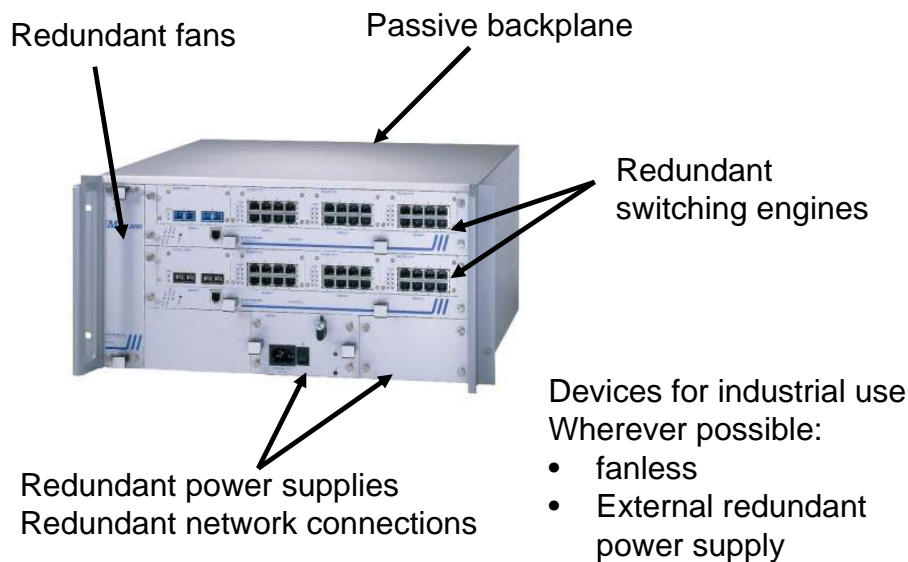 Redundant fans
Passive backplane
Redundant
switching engines
Redundant power supplies
Redundant network connections
Devices for industrial use
Wherever possible:
• fanless
• External redundant
power supply